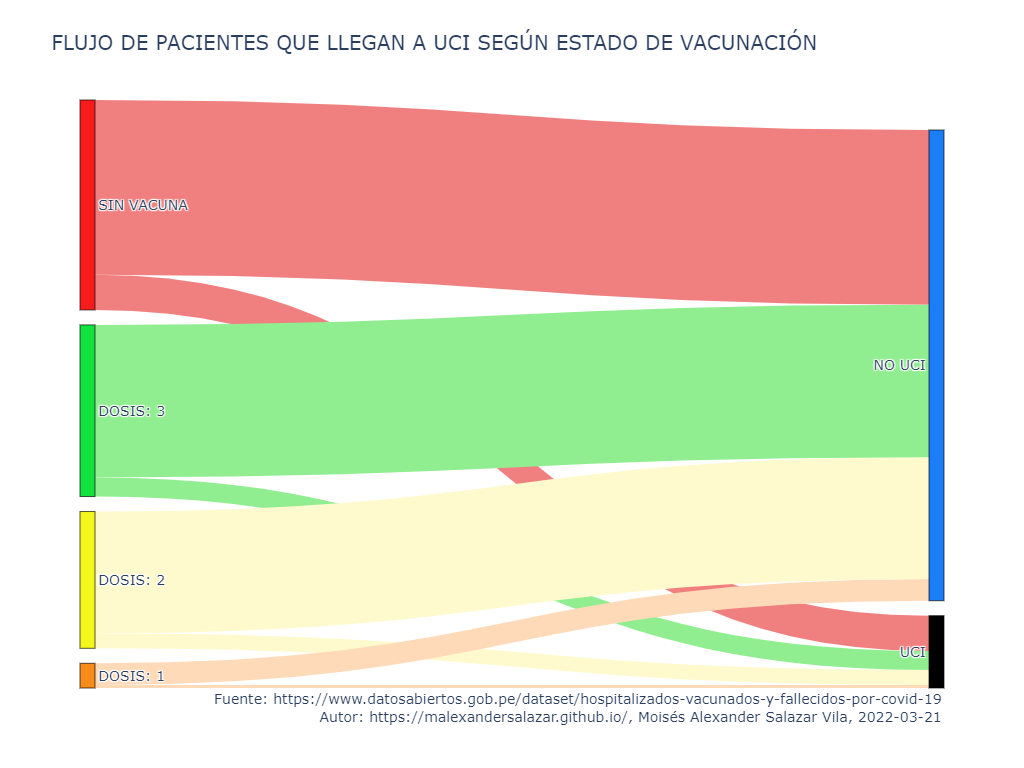 FLUJO DE PACIENTES QUE LLEGAN A UCI SEGÚN ESTADO DE VACUNACIÓN
SIN VACUNA
NO UCI
DOSIS: 3
DOSIS: 2
UCI
DOSIS: 1
Fuente: https://www.datosabiertos.gob.pe/dataset/hospitalizados-vacunados-y-fallecidos-por-covid-19
Autor: https://malexandersalazar.github.io/, Moisés Alexander Salazar Vila, 2022-03-21